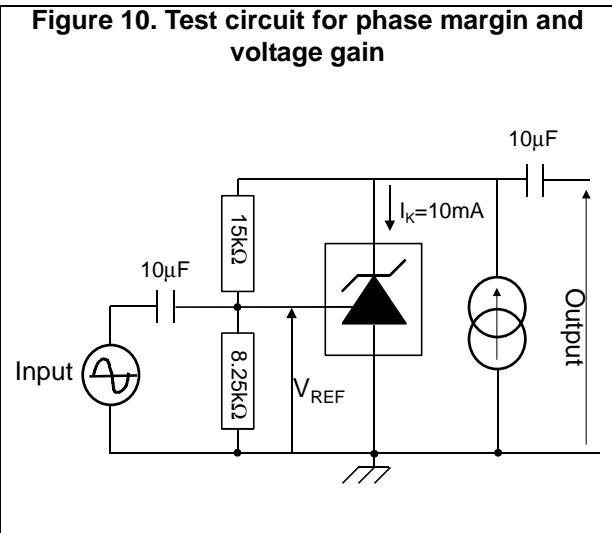 Figure 10. Test circuit for phase margin and
voltage gain
10µF
I_K=10mA
15kΩ
10µF
Output
Input
8.25kΩ
V_REF